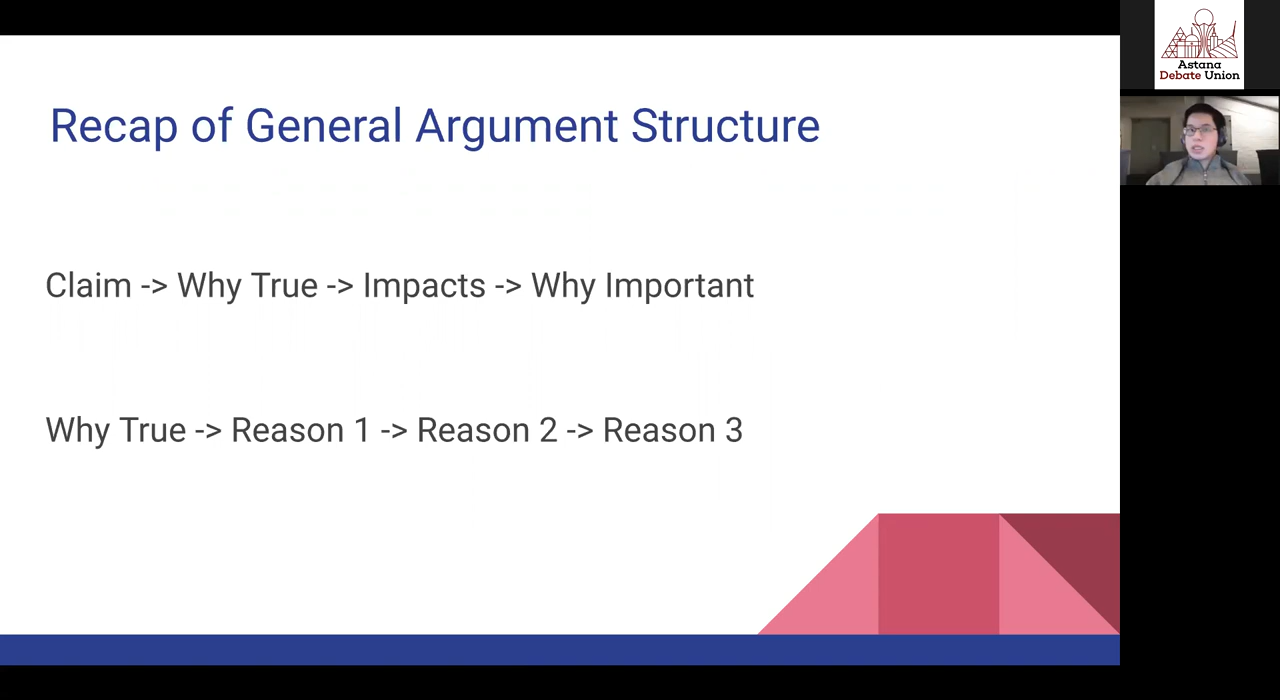 Recap of General Argument Structure
Claim -> Why True -> Impacts -> Why Important
Why True -> Reason 1 -> Reason 2 -> Reason 3
Astana
Debate Union